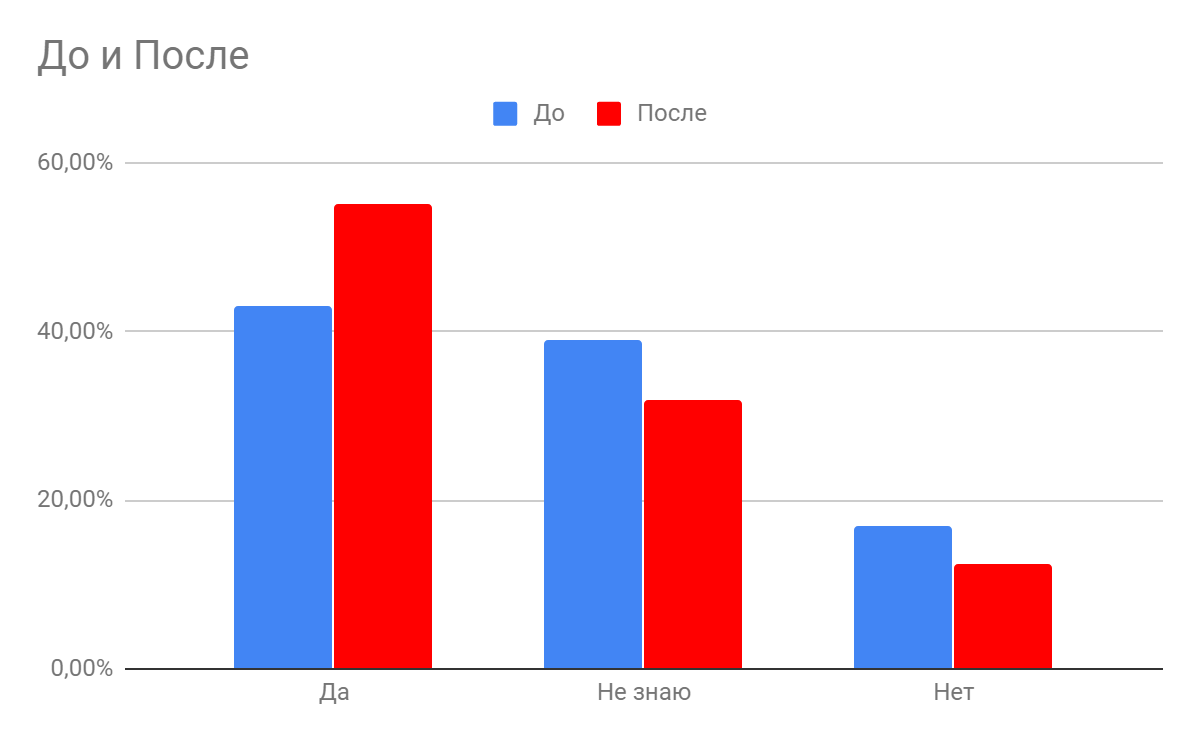 До и После
До После
60,00%
40,00%
20,00%
0,00%
Да Не знаю Нет